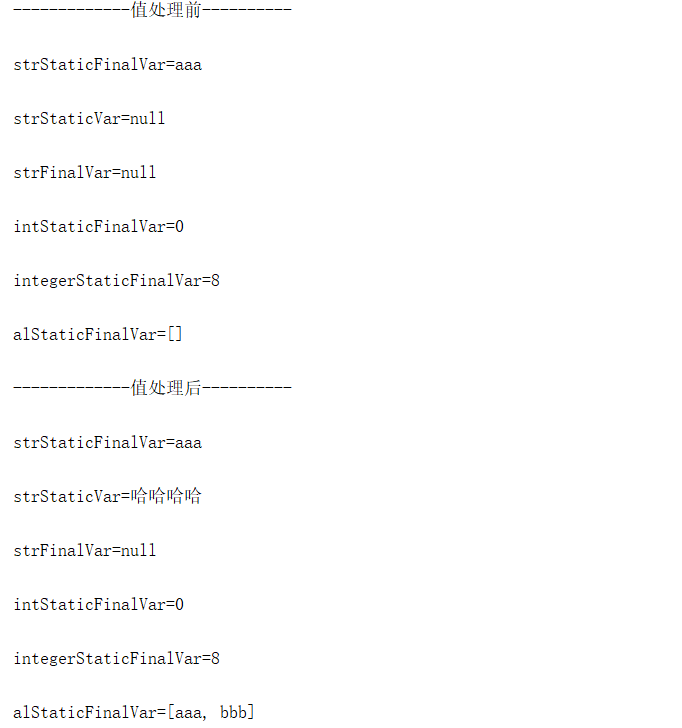 -------------值处理前----------
strStaticFinalVar=aaa
strStaticVar=null
strFinalVar=null
intStaticFinalVar=0
integerStaticFinalVar=8
alStaticFinalVar=[]
-------------值处理后----------
strStaticFinalVar=aaa
strStaticVar=哈哈哈哈
strFinalVar=null
intStaticFinalVar=0
integerStaticFinalVar=8
alStaticFinalVar=[aaa, bbb]